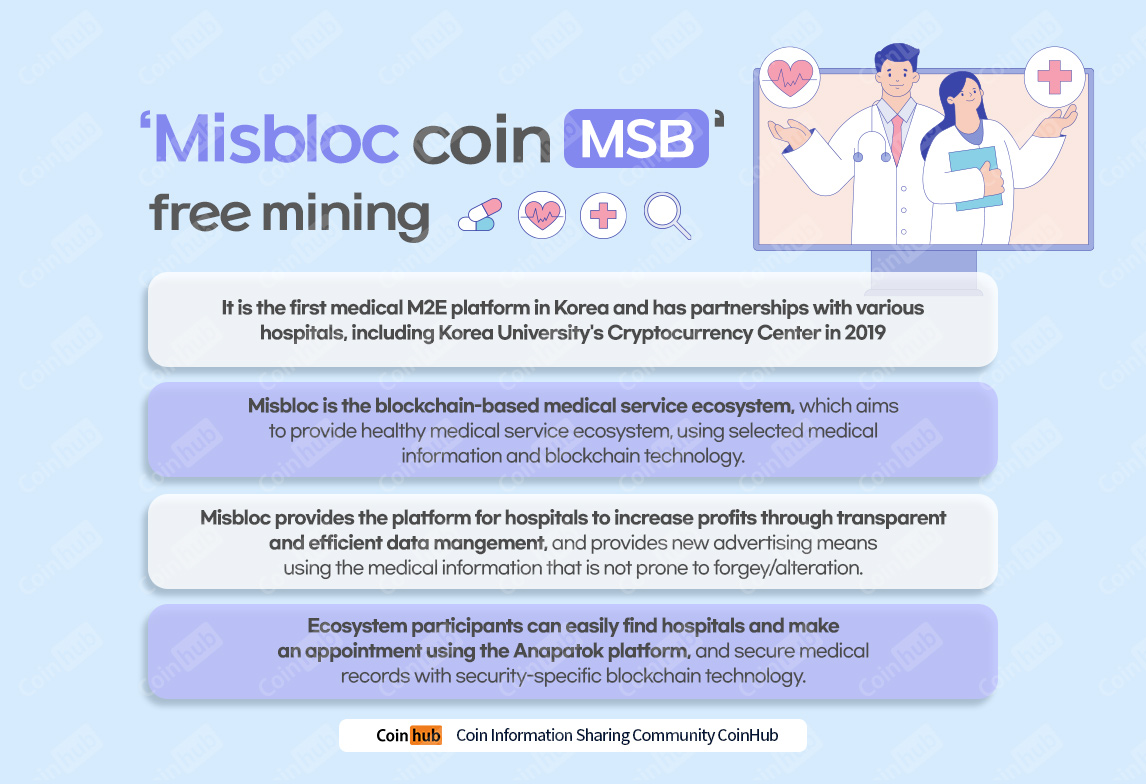 ‘Misbloc coin MSB’
free mining
It is the first medical M2E platform in Korea and has partnerships with various
hospitals, including Korea University's Cryptocurrency Center in 2019
Misbloc is the blockchain-based medical service ecosystem, which aims
to provide healthy medical service ecosystem, using selected medical
information and blockchain technology.
Misbloc provides the platform for hospitals to increase profits through transparent
and efficient data mangement, and provides new advertising means
using the medical information that is not prone to forgey/alteration.
Ecosystem participants can easily find hospitals and make
an appointment using the Anapatok platform, and secure medical
records with security-specific blockchain technology.
Coin hub Coin Information Sharing Community CoinHub